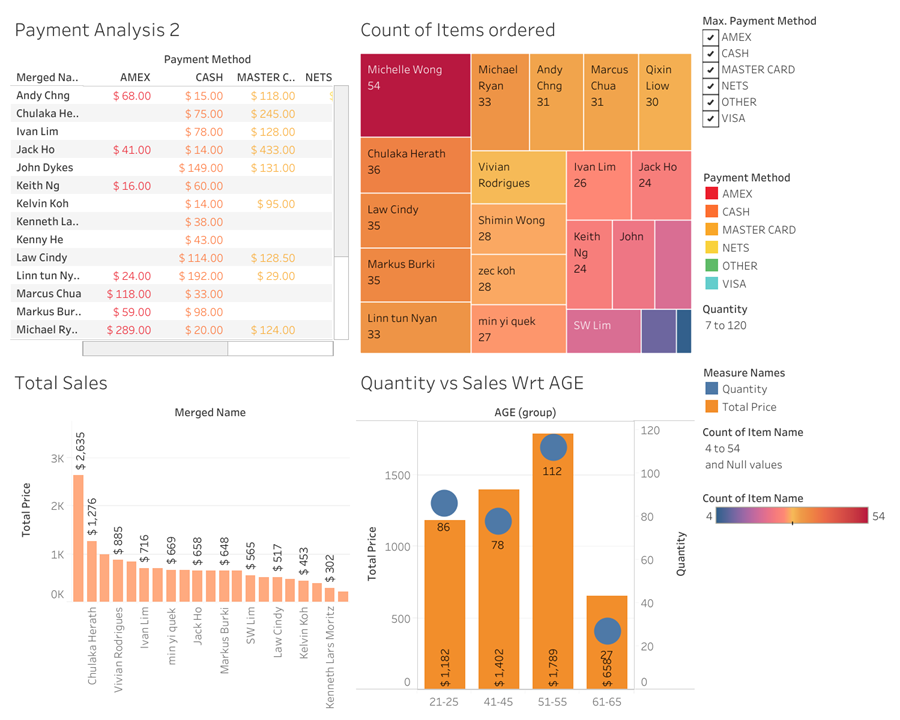 Payment Analysis 2
Payment Method
Merged Na.. AMEX CASH MASTER C.. NETS
Andy Chng $ 68.00 $ 15.00 $ 118.00 $
Chulaka He.. $ 75.00 $ 245.00
Ivan Lim $ 78.00 $ 128.00
Jack Ho $ 41.00 $ 14.00 $ 433.00
John Dykes $ 149.00 $ 131.00
Keith Ng $ 16.00 $ 60.00
Kelvin Koh $ 14.00 $ 95.00
Kenneth La.. $ 38.00
Kenny He $ 43.00
Law Cindy $ 114.00 $ 128.50
Linn tun Ny.. $ 24.00 $ 192.00 $ 29.00
Marcus Chua $ 118.00 $ 33.00
Markus Bur.. $ 59.00 $ 98.00
Michael Ry.. $ 289.00 $ 20.00 $ 124.00
Count of Items ordered
Michelle Wong
54
Chulaka Herath
36
Law Cindy
35
Markus Burki
35
Linn tun Nyan
33
Michael
Ryan
33
Andy
Chng
31
Marcus
Chua
31
Qixin
Liow
30
Vivian
Rodrigues
Shimin Wong
28
zec koh
28
min yi quek
27
Ivan Lim
26
Jack Ho
24
Keith
Ng
24
John
SW Lim
Max. Payment Method
AMEX
CASH
MASTER CARD
NETS
OTHER
VISA
Payment Method
AMEX
CASH
MASTER CARD
NETS
OTHER
VISA
Quantity
7 to 120
Measure Names
Quantity
Total Price
Count of Item Name
4 to 54
and Null values
Count of Item Name
4 54
Total Sales
Merged Name
Total Price
3K
2K
1K
0K
$ 2,635
$ 1,276
$ 885
$ 716
$ 669
$ 658
$ 648
$ 565
$ 517
$ 453
$ 302
Chulaka Herath
Vivian Rodrigues
Ivan Lim
min yi quek
Jack Ho
Markus Burki
SW Lim
Law Cindy
Kelvin Koh
Kenneth Lars Moritz
Quantity vs Sales Wrt AGE
AGE (group)
Total Price
1500
1000
500
0
86
78
112
27
$ 1,182
$ 1,402
$ 1,789
$ 658
21-25
41-45
51-55
61-65
120
100
80
60
40
20
0
Quantity